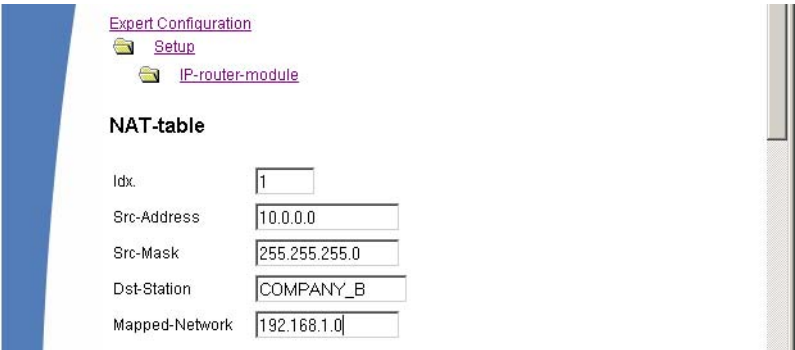 Expert Configuration
Setup
IP-router-module
NAT-table
Idx. 1
Src-Address 10.0.0.0
Src-Mask 255.255.255.0
Dst-Station COMPANY_B
Mapped-Network 192.168.1.0